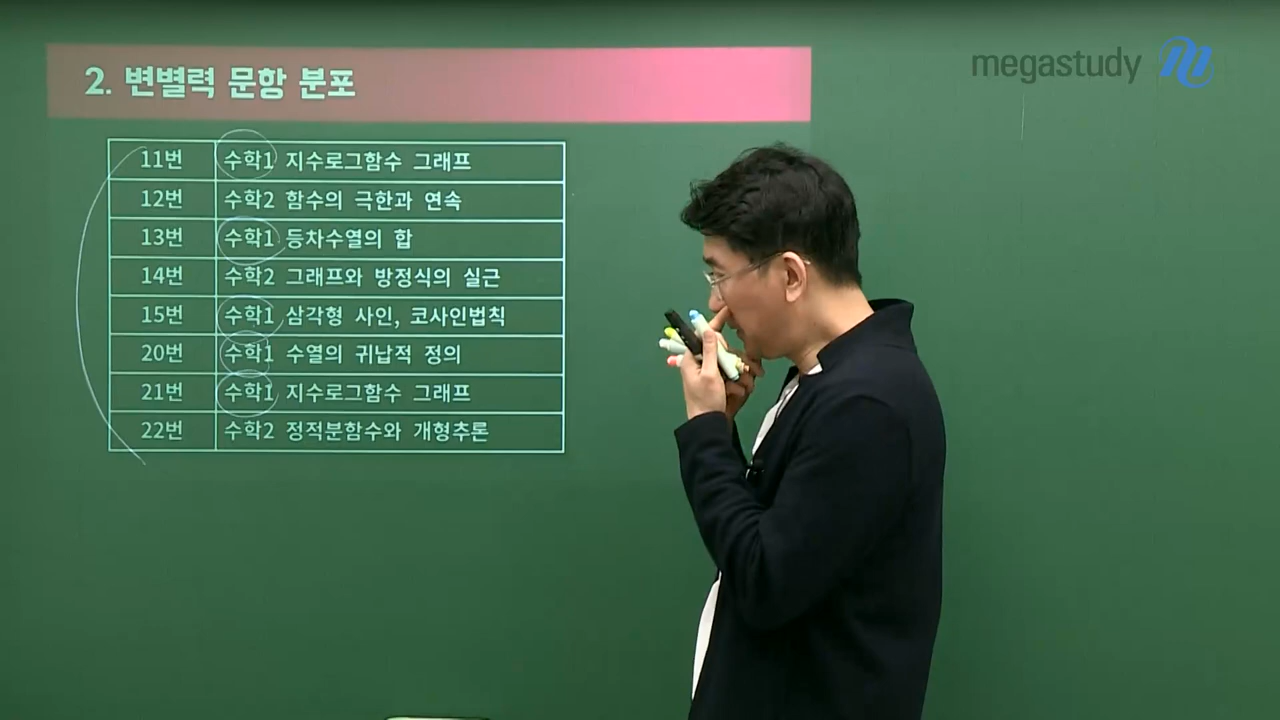 megastudy
2. 변별력 문항 분포
11번 수학1 지수로그함수 그래프
12번 수학2 함수의 극한과 연속
13번 수학1 등차수열의 합
14번 수학2 그래프와 방정식의 실근
15번 수학1 삼각형 사인, 코사인법칙
20번 수학1 수열의 귀납적 정의
21번 수학1 지수로그함수 그래프
22번 수학2 정적분함수와 개형추론